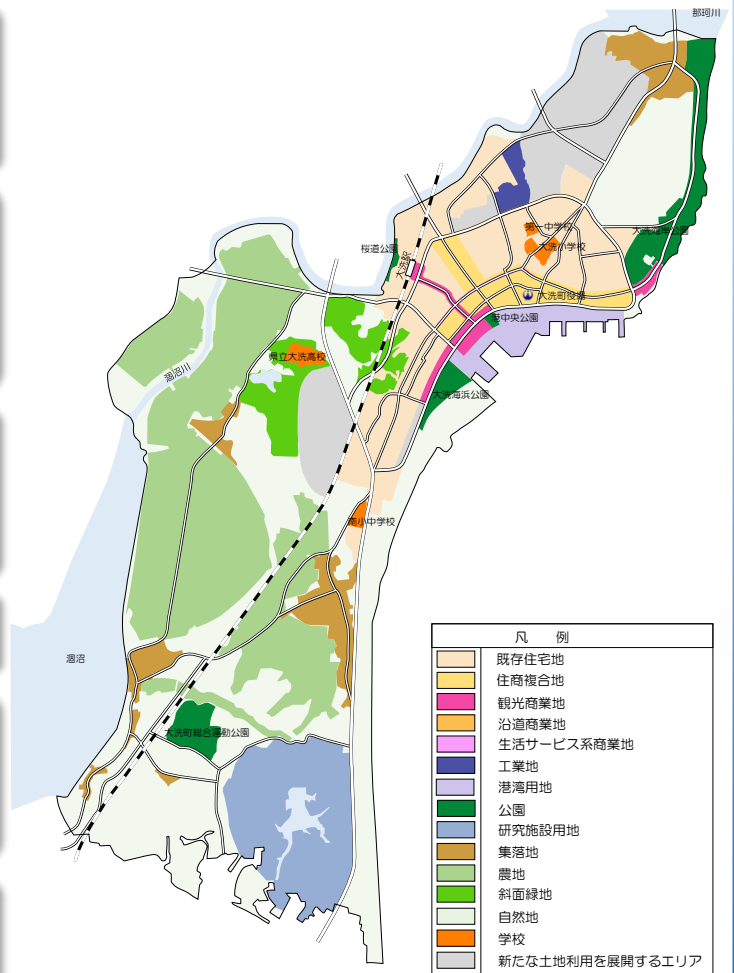 那珂川
第一中学校
大洗海岸公園
桜道公園
大洗小学校
大洗駅
大洗町役場
港中央公園
県立大洗高校
涸沼川
大洗海浜公園
南小中学校
涸沼
大洗町総合運動公園
凡 例
既存住宅地
住商複合地
観光商業地
沿道商業地
生活サービス系商業地
工業地
港湾用地
公園
研究施設用地
集落地
農地
斜面緑地
自然地
学校
新たな土地利用を展開するエリア